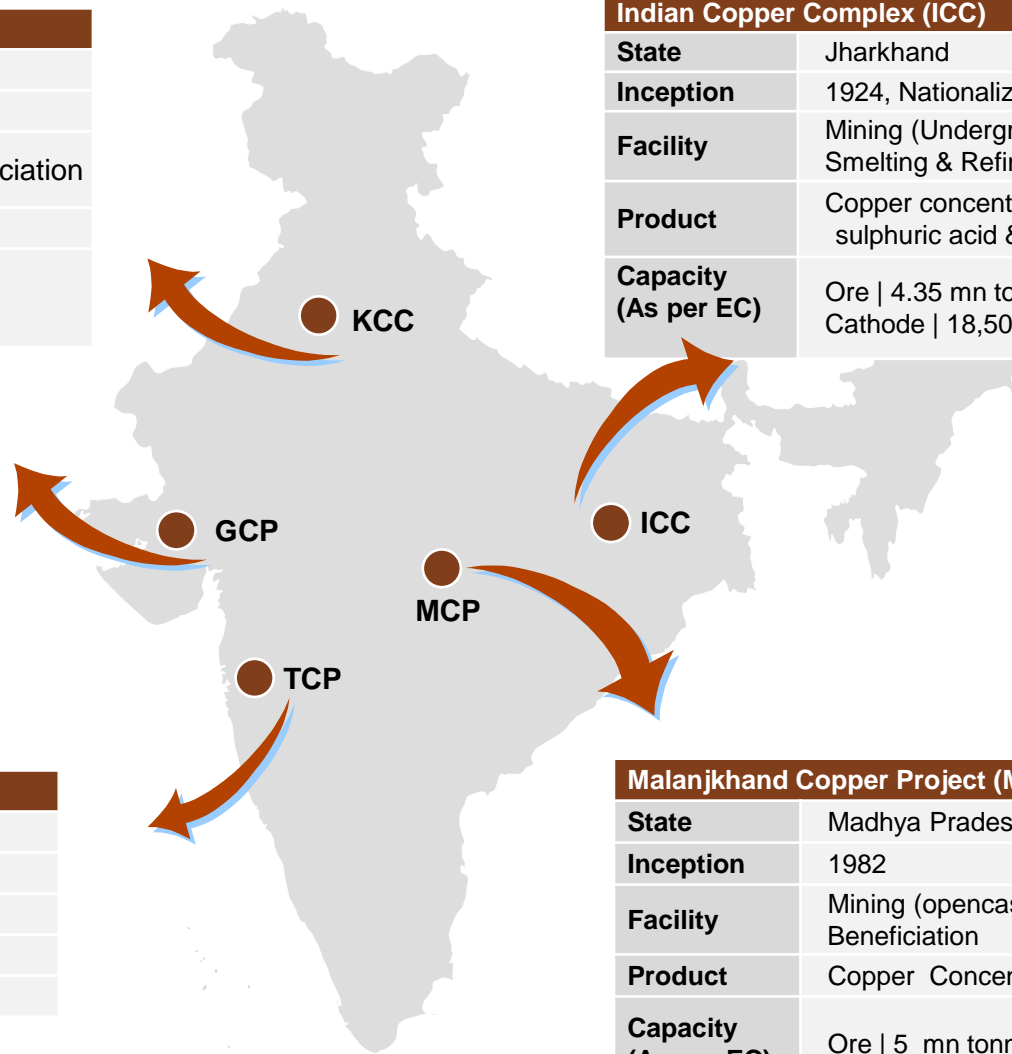 Indian Copper Complex (ICC)
State Jharkhand
Inception 1924, Nationaliz
Facility Mining (Undergr
Smelting & Refin
Product Copper concent
sulphuric acid &
Capacity
(As per EC)
Ore | 4.35 mn to
Cathode | 18,50
ciation
KCC
GCP
ICC
MCP
TCP
Malanjkhand Copper Project (M
State Madhya Prades
Inception 1982
Facility Mining (opencas
Beneficiation
Product Copper Concen
Capacity
Ore | 5 mn tonn